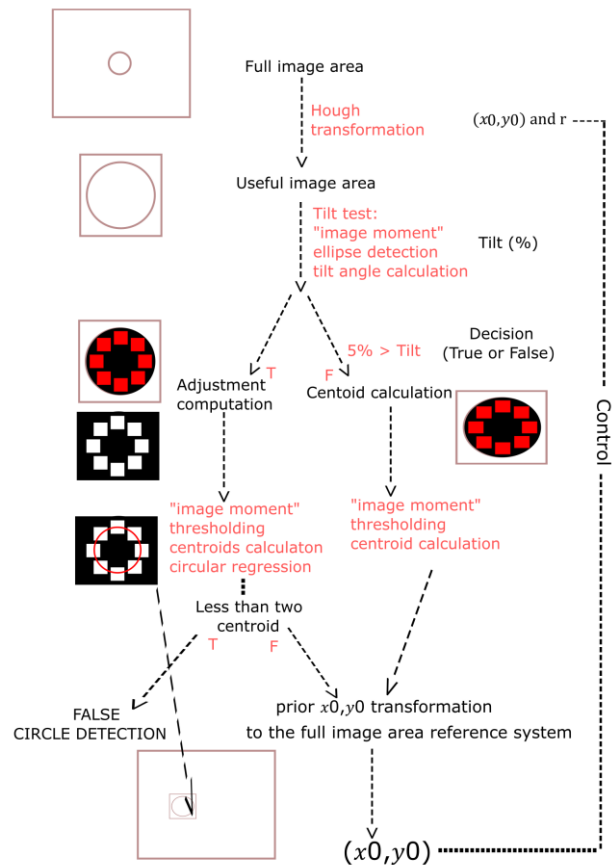 Full image area
Hough
transformation
(x0,y0) and r
Useful image area
Tilt test:
"image moment"
ellipse detection
tilt angle calculation
Tilt (%)
5% > Tilt
Decision
(True or False)
T
F
Adjustment
computation
Centoid calculation
Control
"image moment"
thresholding
centroids calculaton
circular regression
"image moment"
thresholding
centroid calculation
Less than two
centroid
T
F
FALSE
CIRCLE DETECTION
prior x0,y0 transformation
to the full image area reference system
(x0,y0)